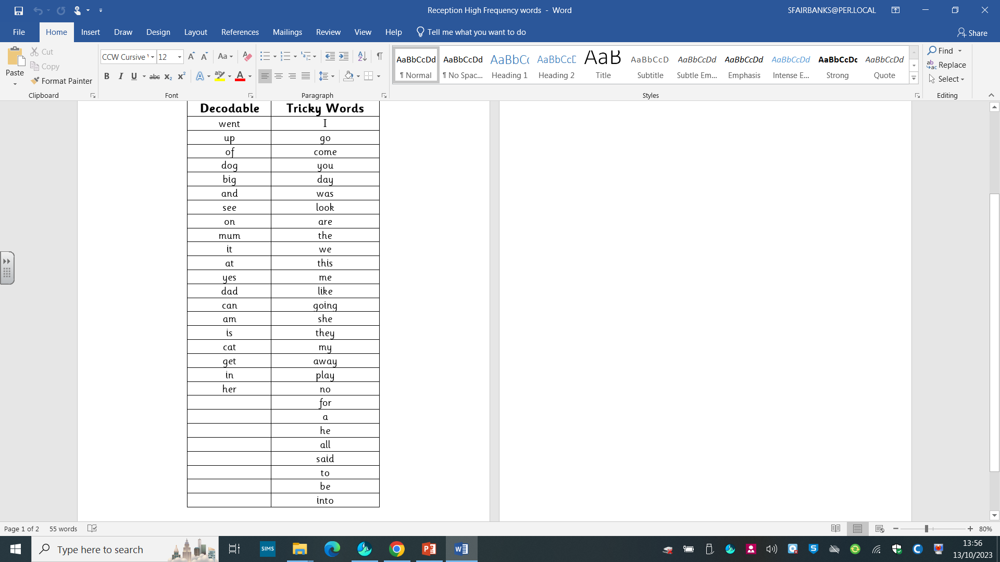 Reception High Frequency words - Word
SFAIRBANKS@PER.LOCAL
File Home Insert Draw Design Layout References Mailings Review View Help Tell me what you want to do Share
Paste
Cut
Copy
Format Painter
Clipboard
CCW Cursive 12
Font
Paragraph
AaBbCcDd AaBbCcDd AaBbCc AaBbCcD AaB AaBbCcD AaBbCcDd AaBbCcDd AaBbCcDd AaBbCcDc AaBbCcDd
¶ Normal ¶ No Spac... Heading 1 Heading 2 Title Subtitle Subtle Em... Emphasis Intense E... Strong Quote
Styles
Find
Replace
Select
Editing
Decodable Tricky Words
went I
up go
of come
dog you
big day
and was
see look
on are
mum the
it we
at this
yes me
dad like
can going
am she
is they
cat my
get away
in play
her no
for
a
he
all
said
to
be
into
Page 1 of 2 55 words 80%
Type here to search
SIMS
13:56
13/10/2023